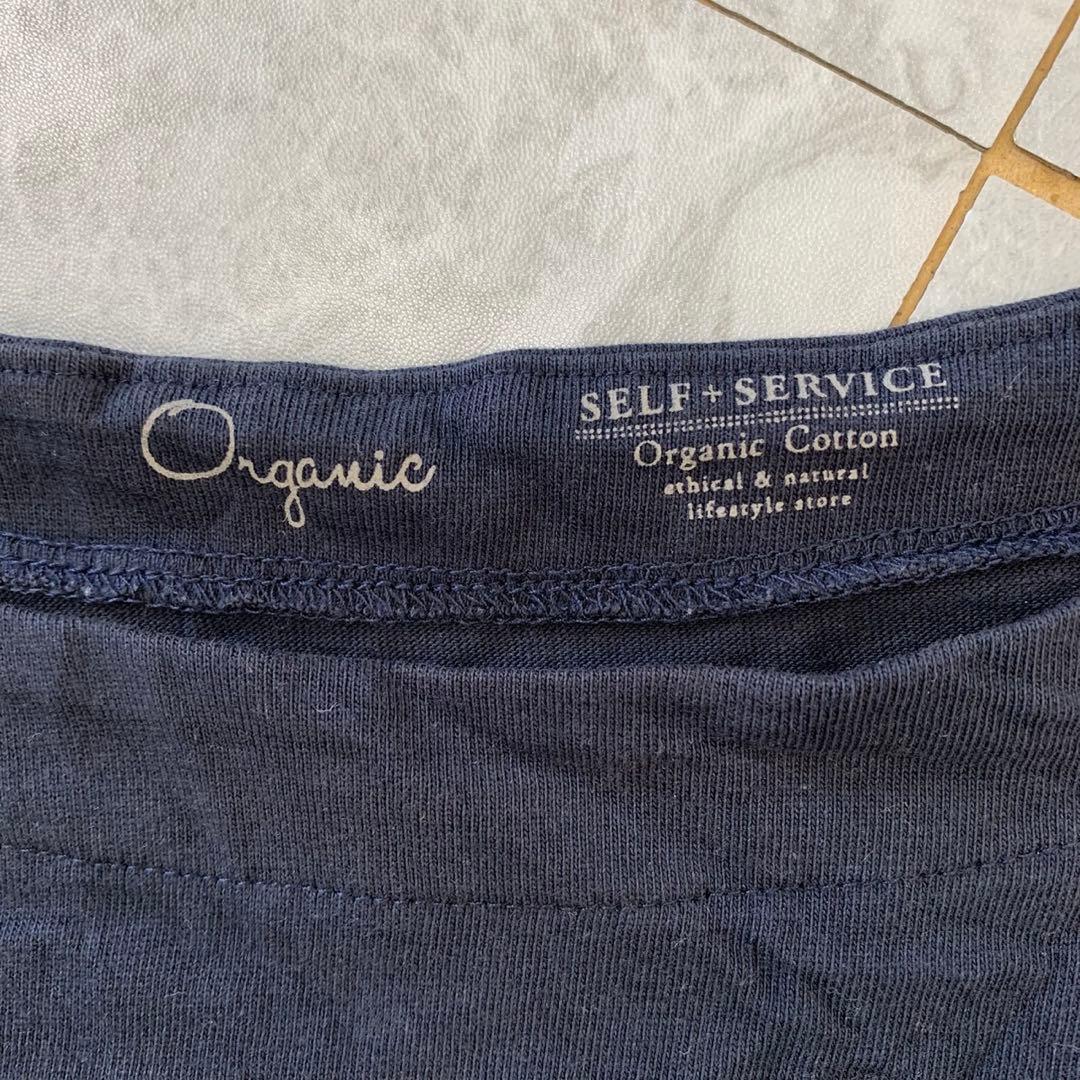 Organic
SELF+SERVICE
Organic Cotton
ethical & natural
lifestyle store